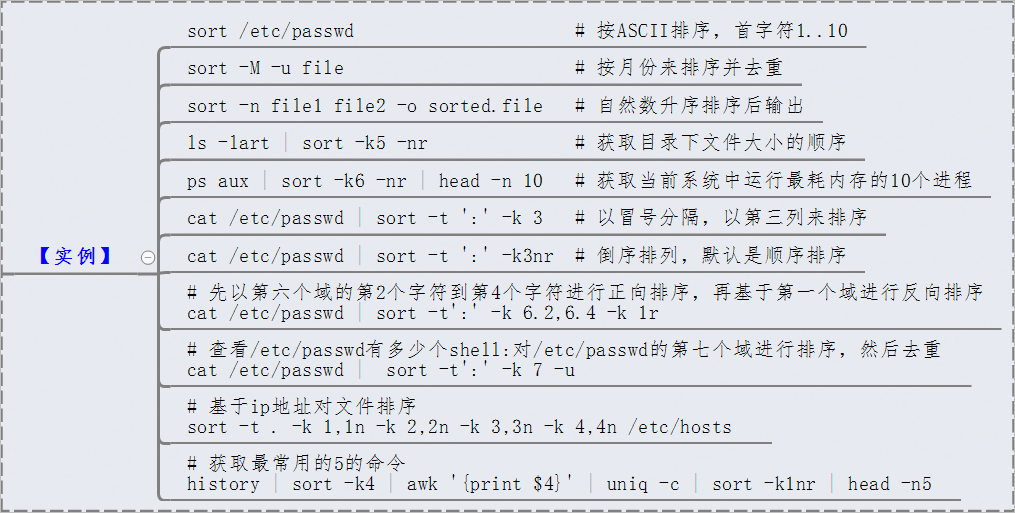 sort /etc/passwd # 按ASCII排序，首字符1..10
sort -M -u file # 按月份来排序并去重
sort -n file1 file2 -o sorted.file # 自然数升序排序后输出
ls -lart | sort -k5 -nr # 获取目录下文件大小的顺序
ps aux | sort -k6 -nr | head -n 10 # 获取当前系统中运行最耗内存的10个进程
cat /etc/passwd | sort -t ':' -k 3 # 以冒号分隔，以第三列来排序
【实例】
cat /etc/passwd | sort -t ':' -k3nr # 倒序排列，默认是顺序排序
# 先以第六个域的第2个字符到第4个字符进行正向排序，再基于第一个域进行反向排序
cat /etc/passwd | sort -t':' -k 6.2,6.4 -k 1r
# 查看/etc/passwd有多少个shell:对/etc/passwd的第七个域进行排序，然后去重
cat /etc/passwd | sort -t':' -k 7 -u
# 基于ip地址对文件排序
sort -t . -k 1,1n -k 2,2n -k 3,3n -k 4,4n /etc/hosts
# 获取最常用的5的命令
history | sort -k4 | awk '{print $4}' | uniq -c | sort -k1nr | head -n5